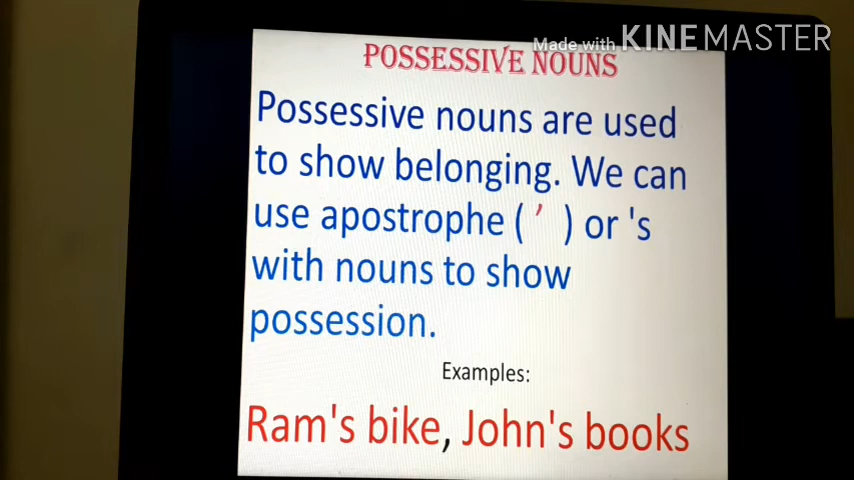 Made with KINEMASTER
POSSESSIVE NOUNS
Possessive nouns are used
to show belonging. We can
use apostrophe ( ’ ) or 's
with nouns to show
possession.
Examples:
Ram's bike, John's books